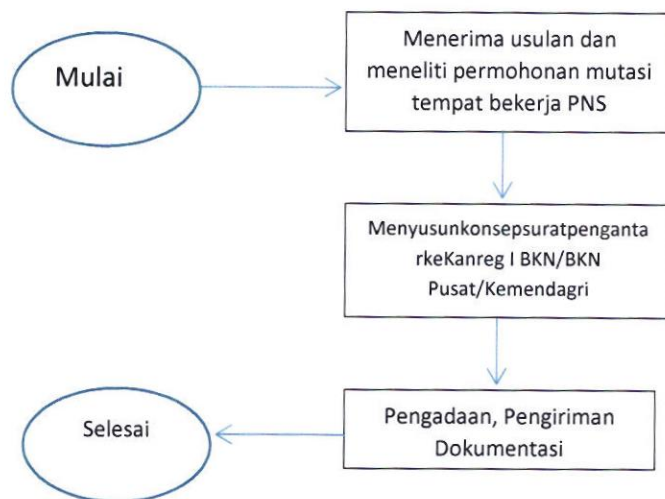 Mulai
Menerima usulan dan
meneliti permohonan mutasi
tempat bekerja PNS
Menyusunkonsepsuratpenganta
rkeKanreg I BKN/BKN
Pusat/Kemendagri
Pengadaan, Pengiriman
Dokumentasi
Selesai